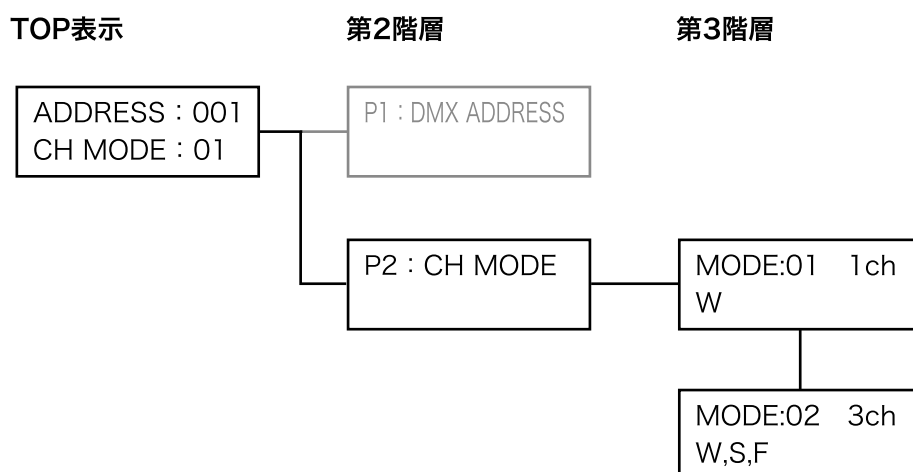 TOP表示
第2階層
第3階層
ADDRESS：001
CH MODE：01
P1：DMX ADDRESS
P2：CH MODE
MODE:01　1ch
W
MODE:02　3ch
W,S,F